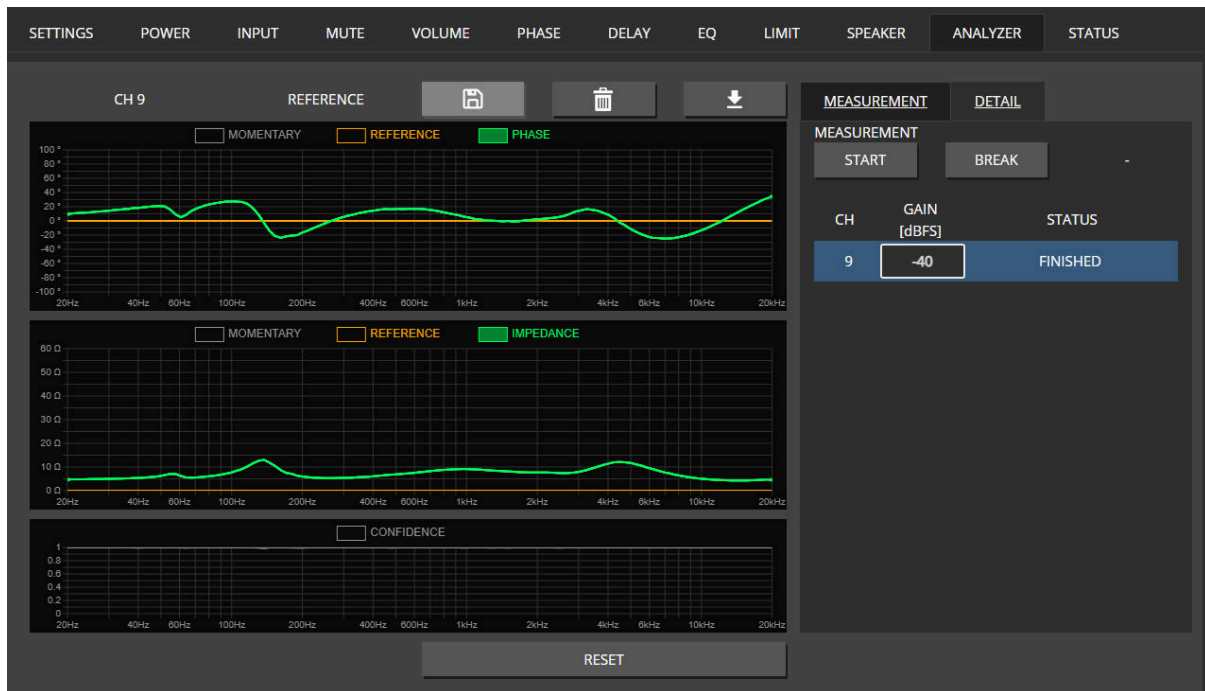 SETTINGS POWER INPUT MUTE VOLUME PHASE DELAY EQ LIMIT SPEAKER ANALYZER STATUS
CH 9 REFERENCE
MOMENTARY REFERENCE PHASE
100 °
80 °
60 °
40 °
20 °
0 °
-20 °
-40 °
-60 °
-80 °
-100 °
20Hz 40Hz 60Hz 100Hz 200Hz 400Hz 600Hz 1kHz 2kHz 4kHz 6kHz 10kHz 20kHz
MOMENTARY REFERENCE IMPEDANCE
60 Ω
50 Ω
40 Ω
30 Ω
20 Ω
10 Ω
0 Ω
20Hz 40Hz 60Hz 100Hz 200Hz 400Hz 600Hz 1kHz 2kHz 4kHz 6kHz 10kHz 20kHz
CONFIDENCE
1
0.8
0.6
0.4
0.2
0
20Hz 40Hz 60Hz 100Hz 200Hz 400Hz 600Hz 1kHz 2kHz 4kHz 6kHz 10kHz 20kHz
RESET
MEASUREMENT DETAIL
MEASUREMENT
START BREAK -
CH GAIN [dBFS] STATUS
9 -40 FINISHED